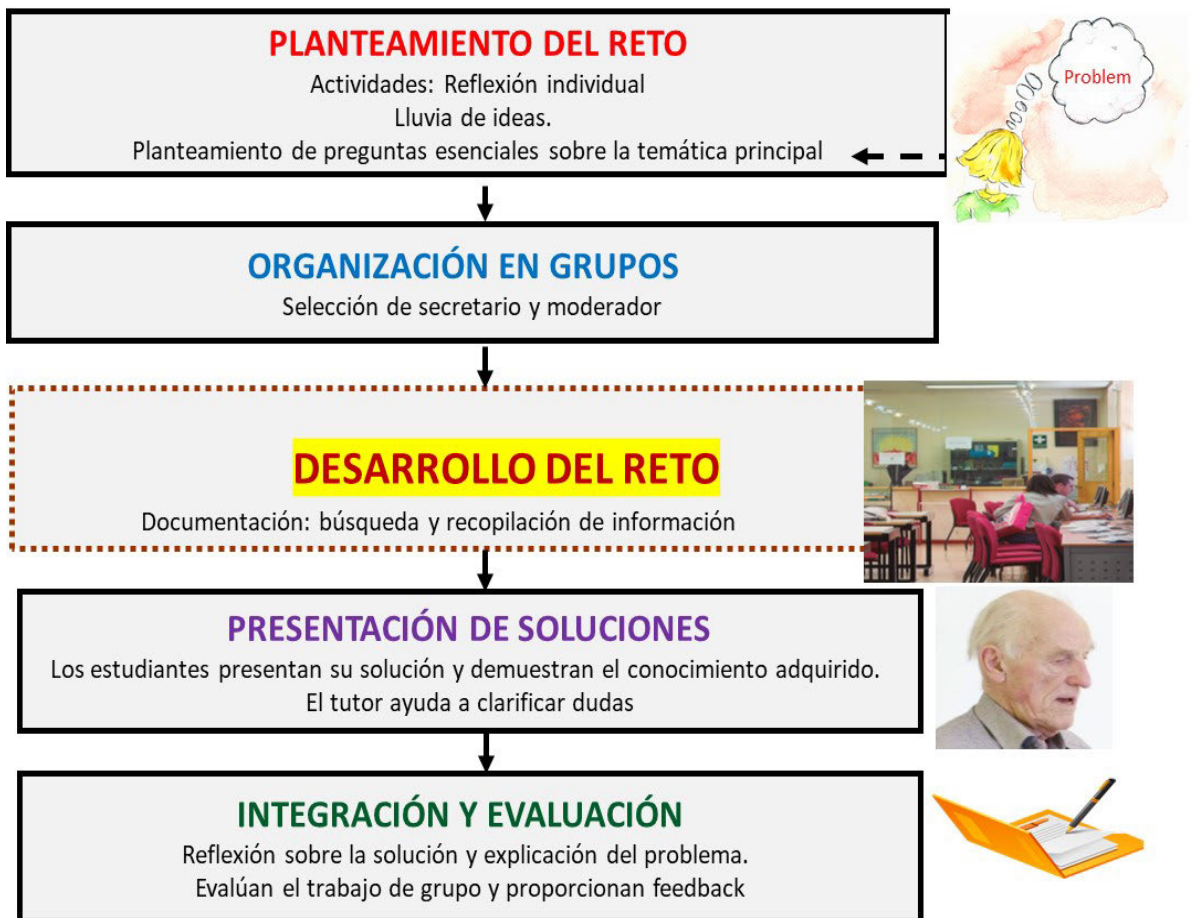 PLANTEAMIENTO DEL RETO
Actividades: Reflexión individual
Lluvia de ideas.
Planteamiento de preguntas esenciales sobre la temática principal
Problem
ORGANIZACIÓN EN GRUPOS
Selección de secretario y moderador
DESARROLLO DEL RETO
Documentación: búsqueda y recopilación de información
PRESENTACIÓN DE SOLUCIONES
Los estudiantes presentan su solución y demuestran el conocimiento adquirido.
El tutor ayuda a clarificar dudas
INTEGRACIÓN Y EVALUACIÓN
Reflexión sobre la solución y explicación del problema.
Evalúan el trabajo de grupo y proporcionan feedback